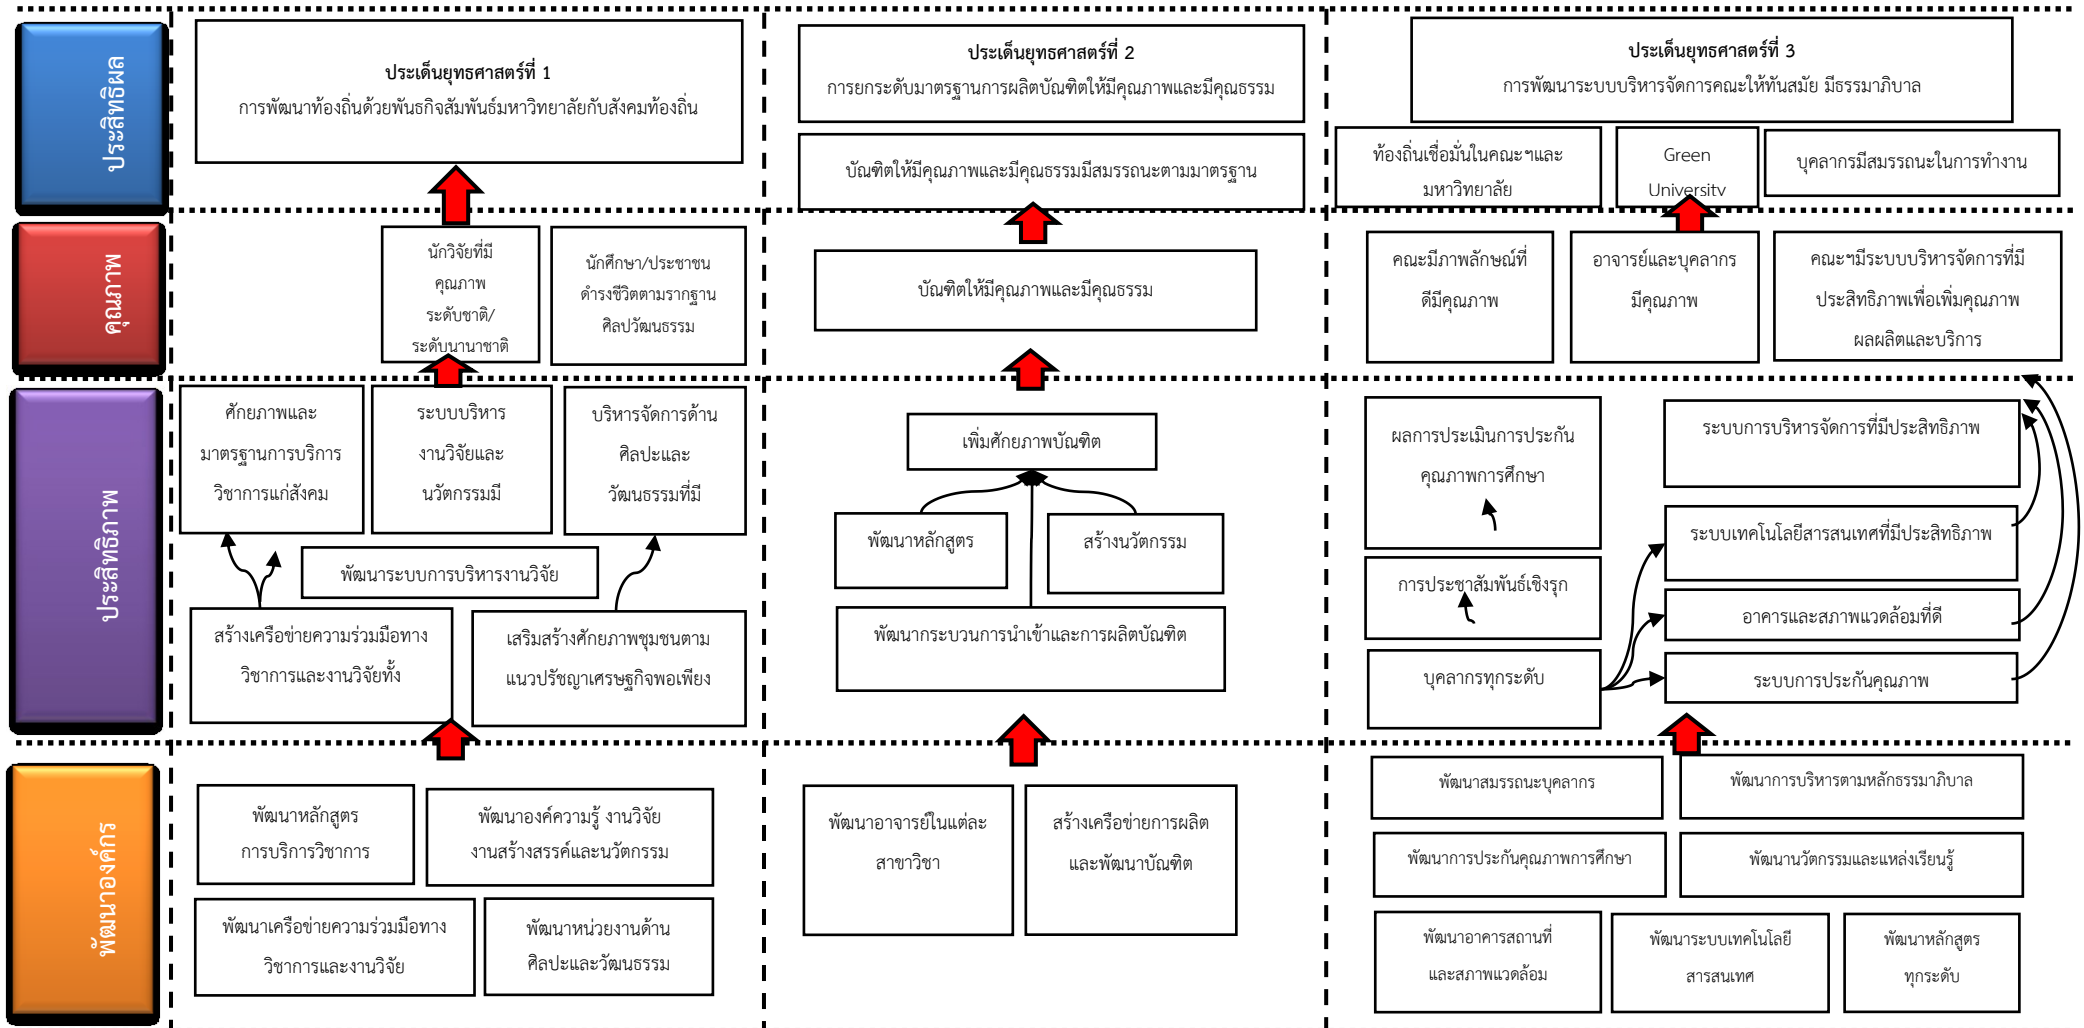 ประสิทธิผล
ประเด็นยุทธศาสตร์ที่ 1
การพัฒนาท้องถิ่นด้วยพันธกิจสัมพันธ์มหาวิทยาลัยกับสังคมท้องถิ่น
ประเด็นยุทธศาสตร์ที่ 2
การยกระดับมาตรฐานการผลิตบัณฑิตให้มีคุณภาพและมีคุณธรรม
บัณฑิตให้มีคุณภาพและมีคุณธรรมมีสมรรถนะตามมาตรฐาน
ประเด็นยุทธศาสตร์ที่ 3
การพัฒนาระบบบริหารจัดการคณะให้ทันสมัย มีธรรมาภิบาล
ท้องถิ่นเชื่อมั่นในคณะฯและ
มหาวิทยาลัย
Green
University
บุคลากรมีสมรรถนะในการทำงาน
คุณภาพ
นักวิจัยที่มี
คุณภาพ
ระดับชาติ/
ระดับนานาชาติ
นักศึกษา/ประชาชน
ดำรงชีวิตตามรากฐาน
ศิลปวัฒนธรรม
บัณฑิตให้มีคุณภาพและมีคุณธรรม
คณะมีภาพลักษณ์ที่
ดีมีคุณภาพ
อาจารย์และบุคลากร
มีคุณภาพ
คณะฯมีระบบบริหารจัดการที่มี
ประสิทธิภาพเพื่อเพิ่มคุณภาพ
ผลผลิตและบริการ
ประสิทธิภาพ
ศักยภาพและ
มาตรฐานการบริการ
วิชาการแก่สังคม
ระบบบริหาร
งานวิจัยและ
นวัตกรรมมี
บริหารจัดการด้าน
ศิลปะและ
วัฒนธรรมที่มี
พัฒนาระบบการบริหารงานวิจัย
สร้างเครือข่ายความร่วมมือทาง
วิชาการและงานวิจัยทั้ง
เสริมสร้างศักยภาพชุมชนตาม
แนวปรัชญาเศรษฐกิจพอเพียง
เพิ่มศักยภาพบัณฑิต
พัฒนาหลักสูตร
สร้างนวัตกรรม
พัฒนากระบวนการนำเข้าและการผลิตบัณฑิต
ผลการประเมินการประกัน
คุณภาพการศึกษา
การประชาสัมพันธ์เชิงรุก
บุคลากรทุกระดับ
ระบบการบริหารจัดการที่มีประสิทธิภาพ
ระบบเทคโนโลยีสารสนเทศที่มีประสิทธิภาพ
อาคารและสภาพแวดล้อมที่ดี
ระบบการประกันคุณภาพ
พัฒนาองค์กร
พัฒนาหลักสูตร
การบริการวิชาการ
พัฒนาองค์ความรู้ งานวิจัย
งานสร้างสรรค์และนวัตกรรม
พัฒนาเครือข่ายความร่วมมือทาง
วิชาการและงานวิจัย
พัฒนาหน่วยงานด้าน
ศิลปะและวัฒนธรรม
พัฒนาอาจารย์ในแต่ละ
สาขาวิชา
สร้างเครือข่ายการผลิต
และพัฒนาบัณฑิต
พัฒนาสมรรถนะบุคลากร
พัฒนาการบริหารตามหลักธรรมาภิบาล
พัฒนาการประกันคุณภาพการศึกษา
พัฒนานวัตกรรมและแหล่งเรียนรู้
พัฒนาอาคารสถานที่
และสภาพแวดล้อม
พัฒนาระบบเทคโนโลยี
สารสนเทศ
พัฒนาหลักสูตร
ทุกระดับ